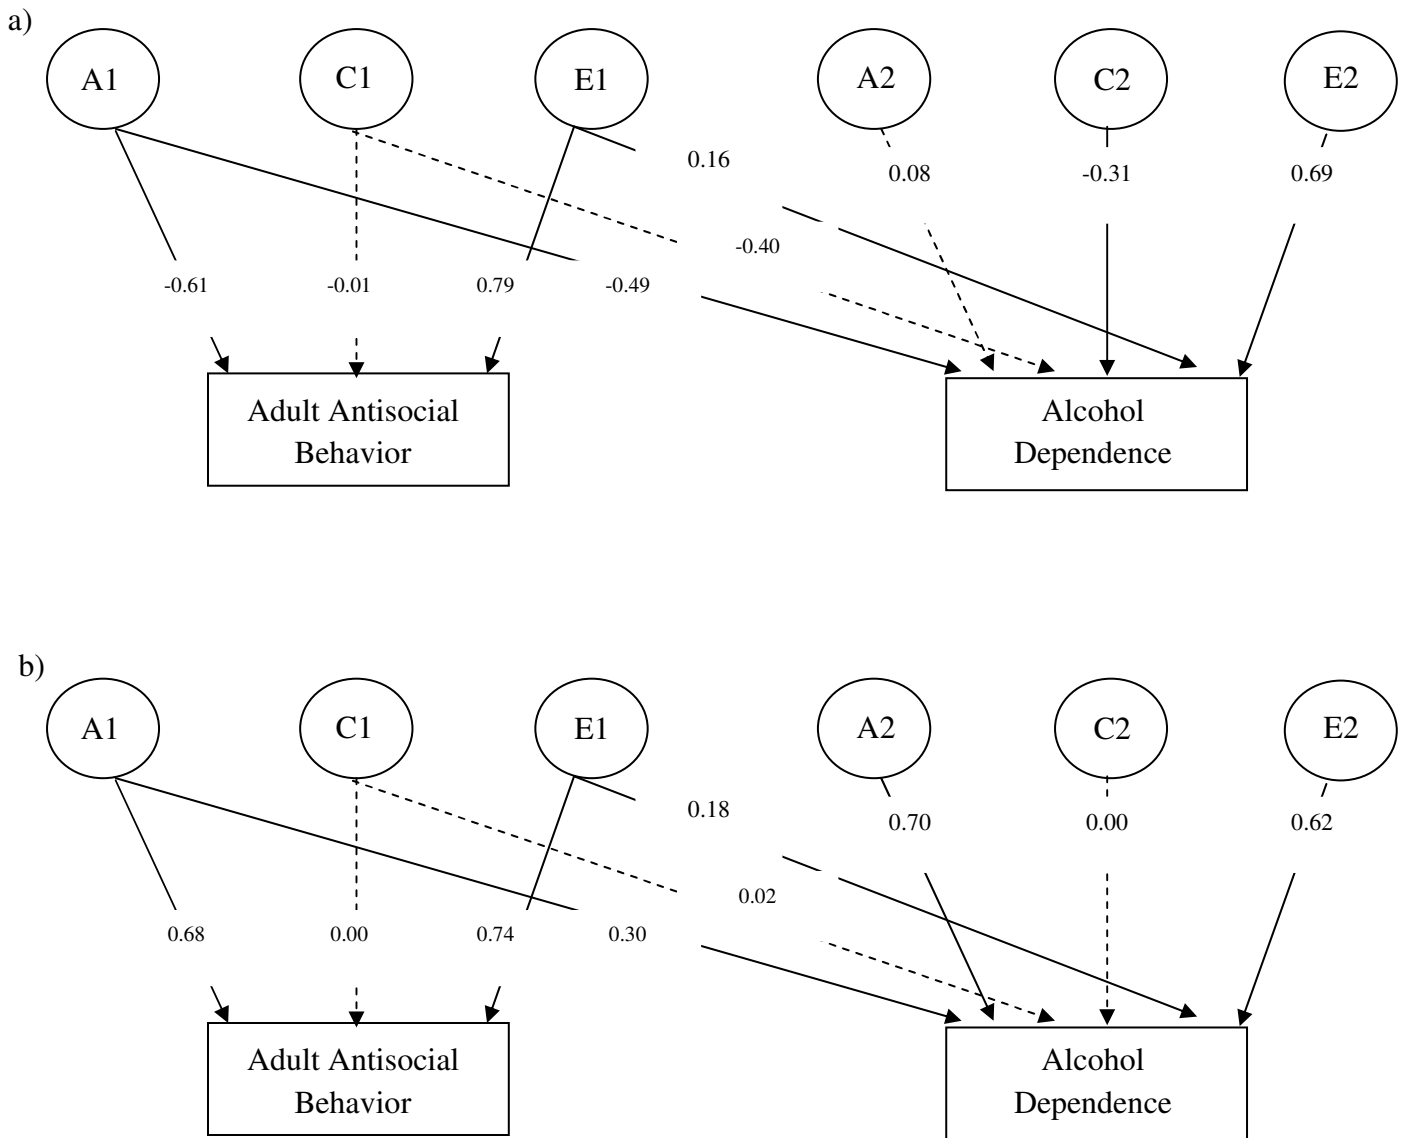 a)
A1 C1 E1 A2 C2 E2
0.16 0.08 -0.31 0.69
-0.40
-0.61 -0.01 0.79 -0.49
Adult Antisocial
Behavior
Alcohol
Dependence
b)
A1 C1 E1 A2 C2 E2
0.18 0.70 0.00 0.62
0.02
0.68 0.00 0.74 0.30
Adult Antisocial
Behavior
Alcohol
Dependence